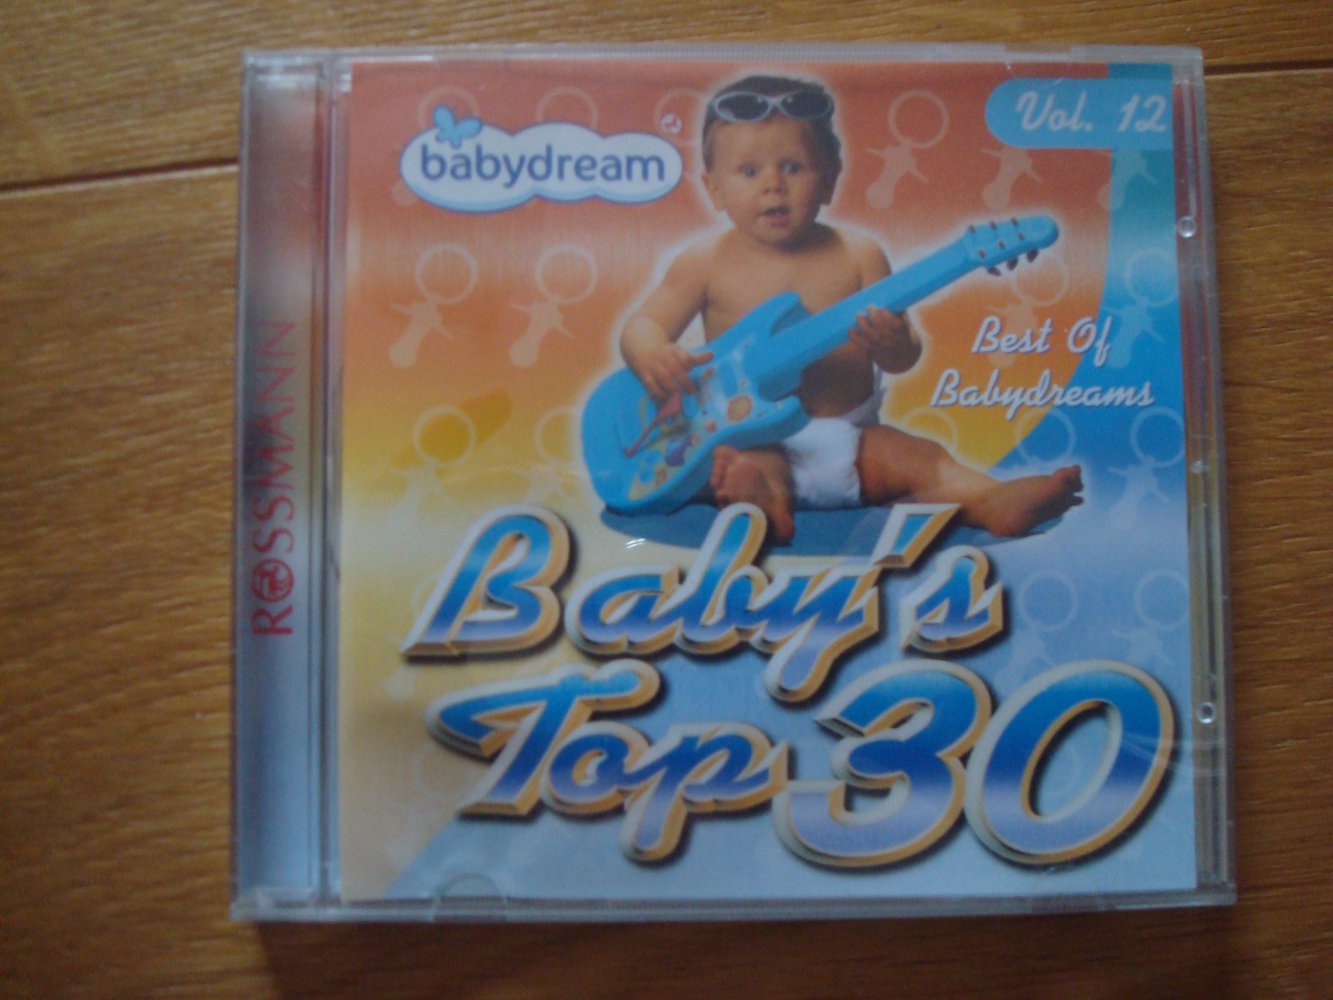 babydream
Vol. 12
Best Of
Babydreams
Baby's
Top 30
ROSSMANN